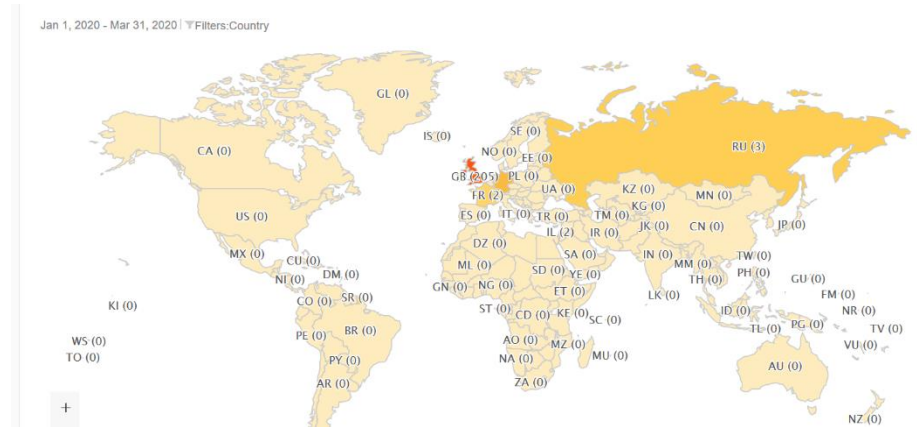 Jan 1, 2020 - Mar 31, 2020 | Filters:Country
GL (0)
IS (0)
SE (0)
CA (0)
NO (0)
EE (0)
RU (3)
GB (205)
PL (0)
FR (2)
UA (0)
KZ (0)
MN (0)
KG (0)
US (0)
ES (0)
IT (0)
TR (0)
TM (0)
JK (0)
CN (0)
JP (0)
IL (2)
IR (0)
DZ (0)
MX (0)
CU (0)
SA (0)
IN (0)
TW (0)
ML (0)
SD (0)
YE (0)
MM (0)
PH (0)
NI (0)
DM (0)
TH (0)
GU (0)
GN (0)
NG (0)
ET (0)
LK (0)
FM (0)
KI (0)
CO (0)
SR (0)
ST (0)
CD (0)
KE (0)
SC (0)
ID (0)
NR (0)
PE (0)
BR (0)
TL (0)
PG (0)
TV (0)
WS (0)
AO (0)
MZ (0)
VU (0)
TO (0)
PY (0)
NA (0)
MU (0)
AU (0)
AR (0)
ZA (0)
+
NZ (0)